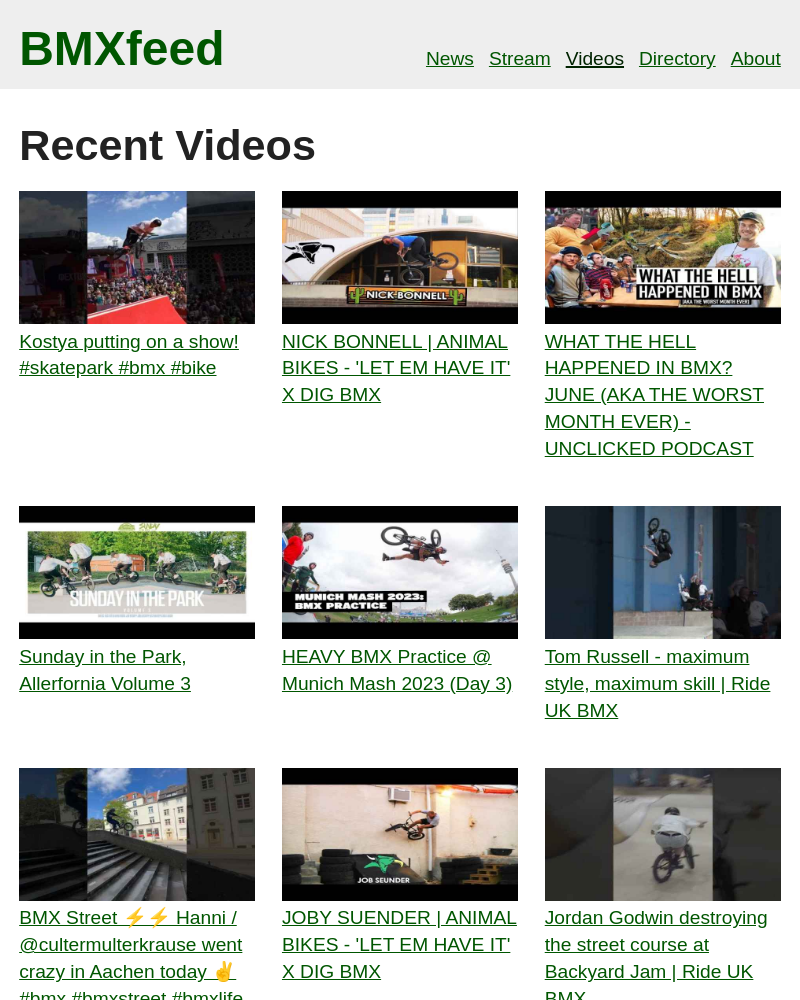 BMXfeed
News Stream Videos Directory About
Recent Videos
NICK BONNELL
WHAT THE HELL
HAPPENED IN BMX
(AKA THE WORST MONTH EVER)
Kostya putting on a show!
#skatepark #bmx #bike
NICK BONNELL | ANIMAL
BIKES - 'LET EM HAVE IT'
X DIG BMX
WHAT THE HELL
HAPPENED IN BMX?
JUNE (AKA THE WORST
MONTH EVER) -
UNCLICKED PODCAST
SUNDAY
SUNDAY IN THE PARK
MUNICH MASH 2023:
BMX PRACTICE
Sunday in the Park,
Allerfornia Volume 3
HEAVY BMX Practice @
Munich Mash 2023 (Day 3)
Tom Russell - maximum
style, maximum skill | Ride
UK BMX
JOB SEUNDER
BMX Street ⚡⚡ Hanni /
@cultermulterkrause went
crazy in Aachen today ✌
#bmx #bmxstreet #bmxlife
JOBY SUENDER | ANIMAL
BIKES - 'LET EM HAVE IT'
X DIG BMX
Jordan Godwin destroying
the street course at
Backyard Jam | Ride UK
BMX